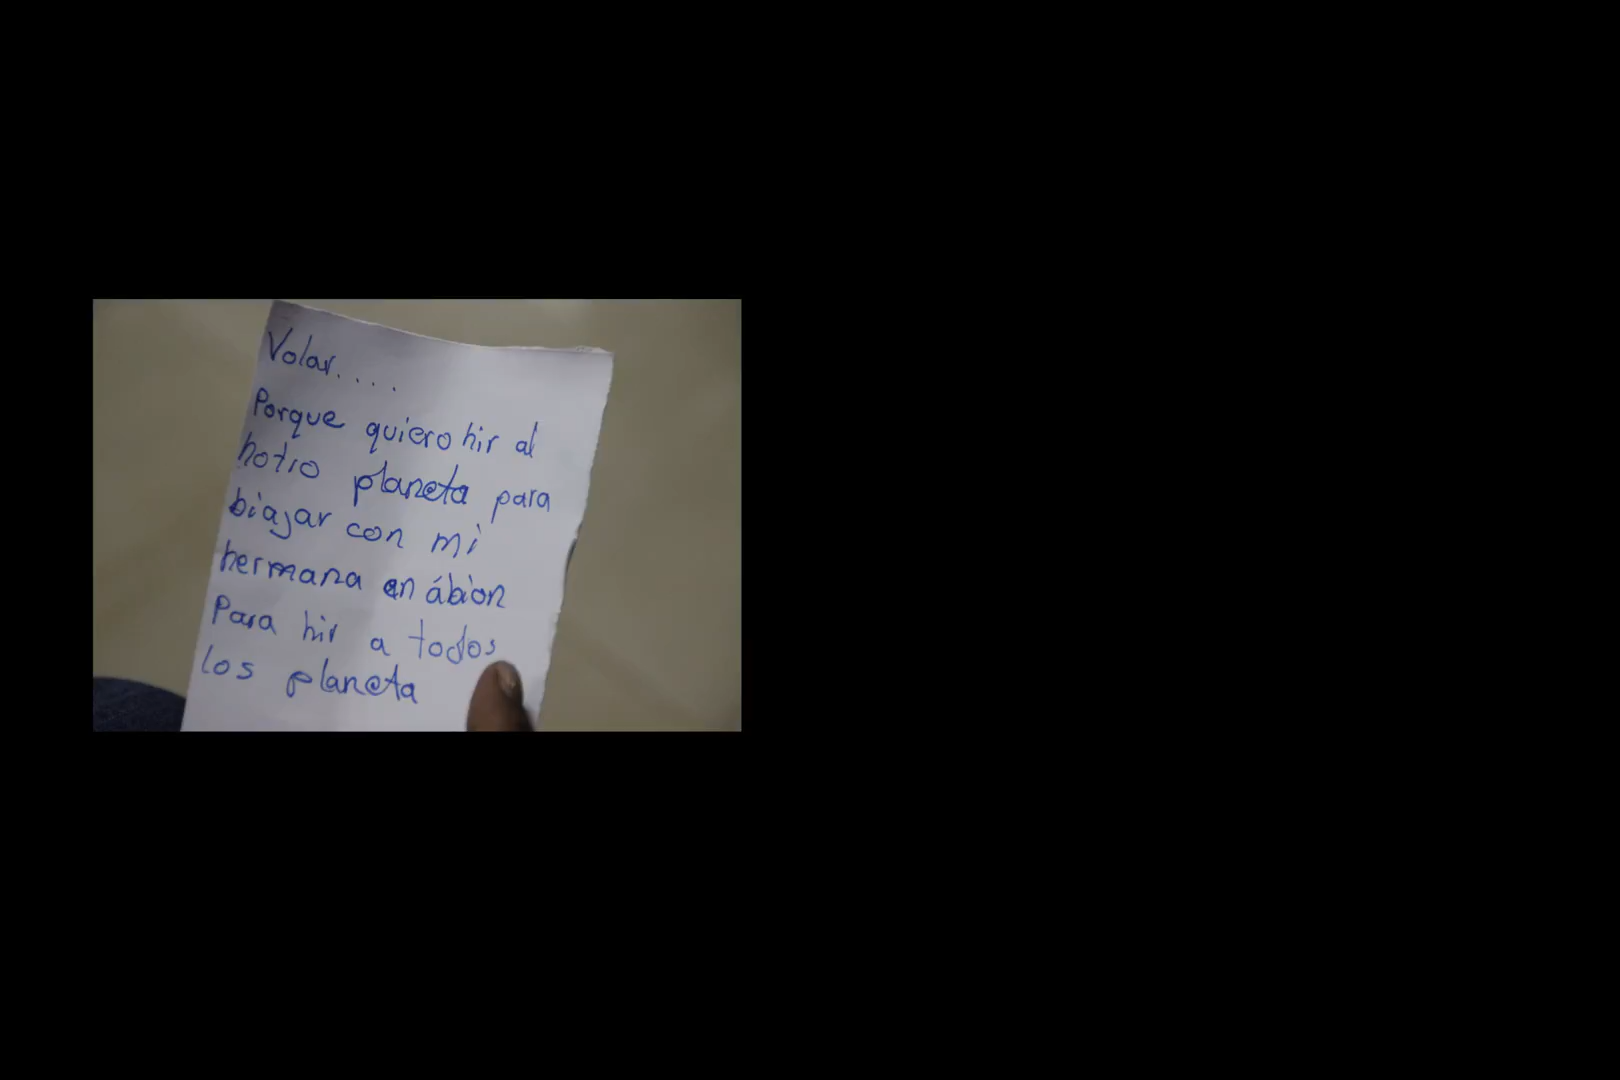 Volar....
Porque quiero hir al
hotro planeta para
biajar con mi
hermana en ábion
Para hir a todos
los planeta